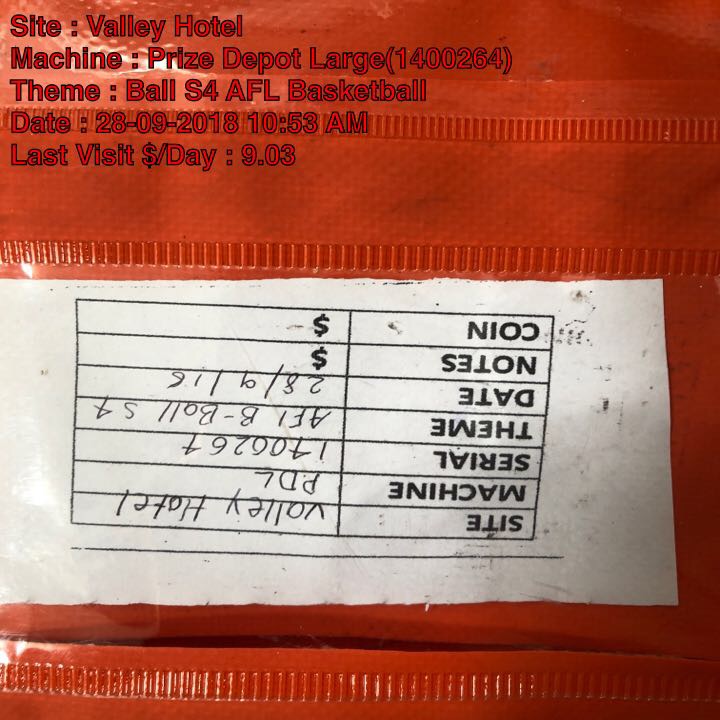 Site : Valley Hotel
Machine : Prize Depot Large(1400264)
Theme : Ball S4 AFL Basketball
Date : 28-09-2018 10:53 AM
Last Visit $/Day : 9.03
SITE Valley Hotel
MACHINE PDL
SERIAL 1400264
THEME AFL B-Ball S4
DATE 28/9/18
NOTES $
COIN $